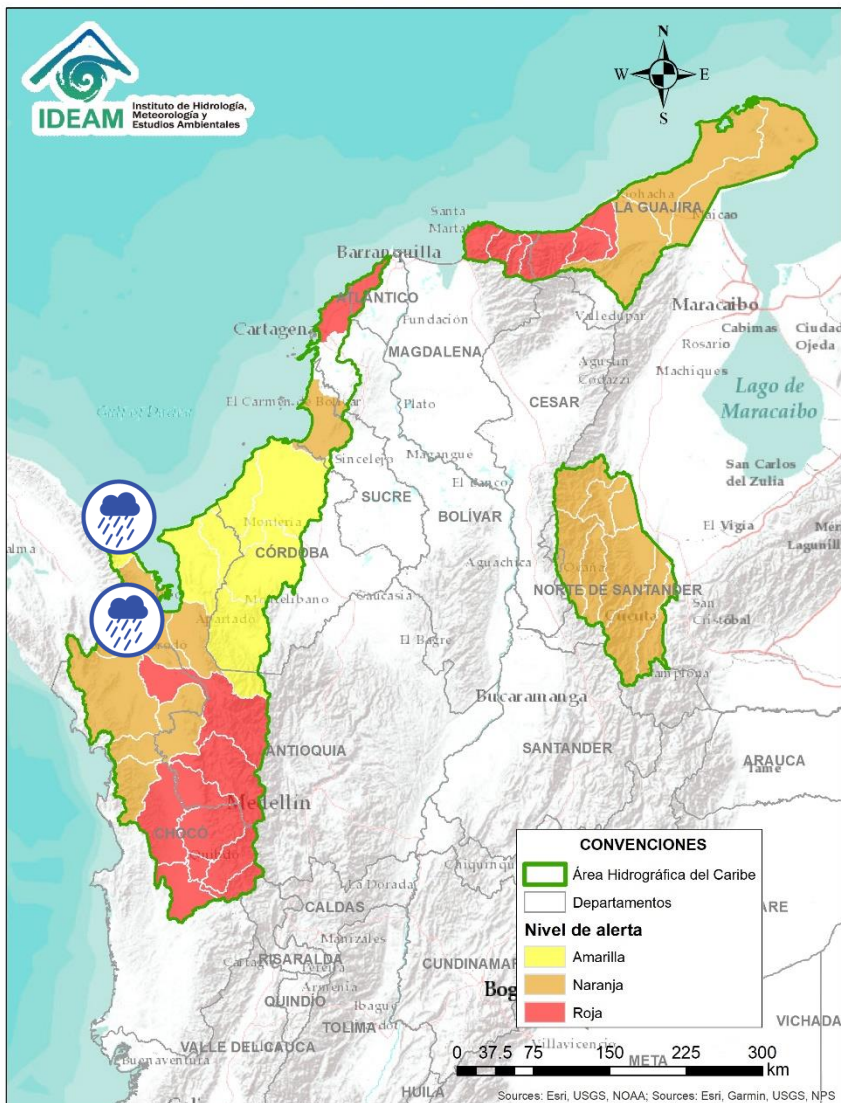 IDEAM
Instituto de Hidrología,
Meteorología y
Estudios Ambientales
N
W
E
S
Santa
Marta
LA GUAJIRA
Maicao
Barranquilla
ATLÁNTICO
Maracaibo
Cartagena
Fundación
Valledupar
Cabimas
Ciudad
Ojeda
Rosario
MAGDALENA
Machiques
Agustín
Codazzi
Lago de
Maracaibo
CESAR
El Carmen de Bolívar
Plato
Sincelejo
Magangue
San Carlos
del Zulia
SUCRE
El Banco
BOLÍVAR
Montería
El Vigía
CÓRDOBA
Aguachica
Ocaña
NORTE DE SANTANDER
Montelibano
Caucasia
Apartadó
San
Cristóbal
Cúcuta
El Bagre
Pamplona
Bucaramanga
ANTIOQUIA
SANTANDER
ARAUCA
Tame
Medellín
CHOCÓ
Quibdó
La Dorada
CALDAS
Manizales
RISARALDA
Pereira
Armenia
QUINDÍO
Ibague
TOLIMA
VALLE DEL CAUCA
Buenaventura
HUILA
Villavicencio
META
VICHADA
CONVENCIONES
Área Hidrográfica del Caribe
Departamentos
Nivel de alerta
Amarilla
Naranja
Roja
0 37.5 75 150 225 300
km
Sources: Esri, USGS, NOAA; Sources: Esri, Garmin, USGS, NPS